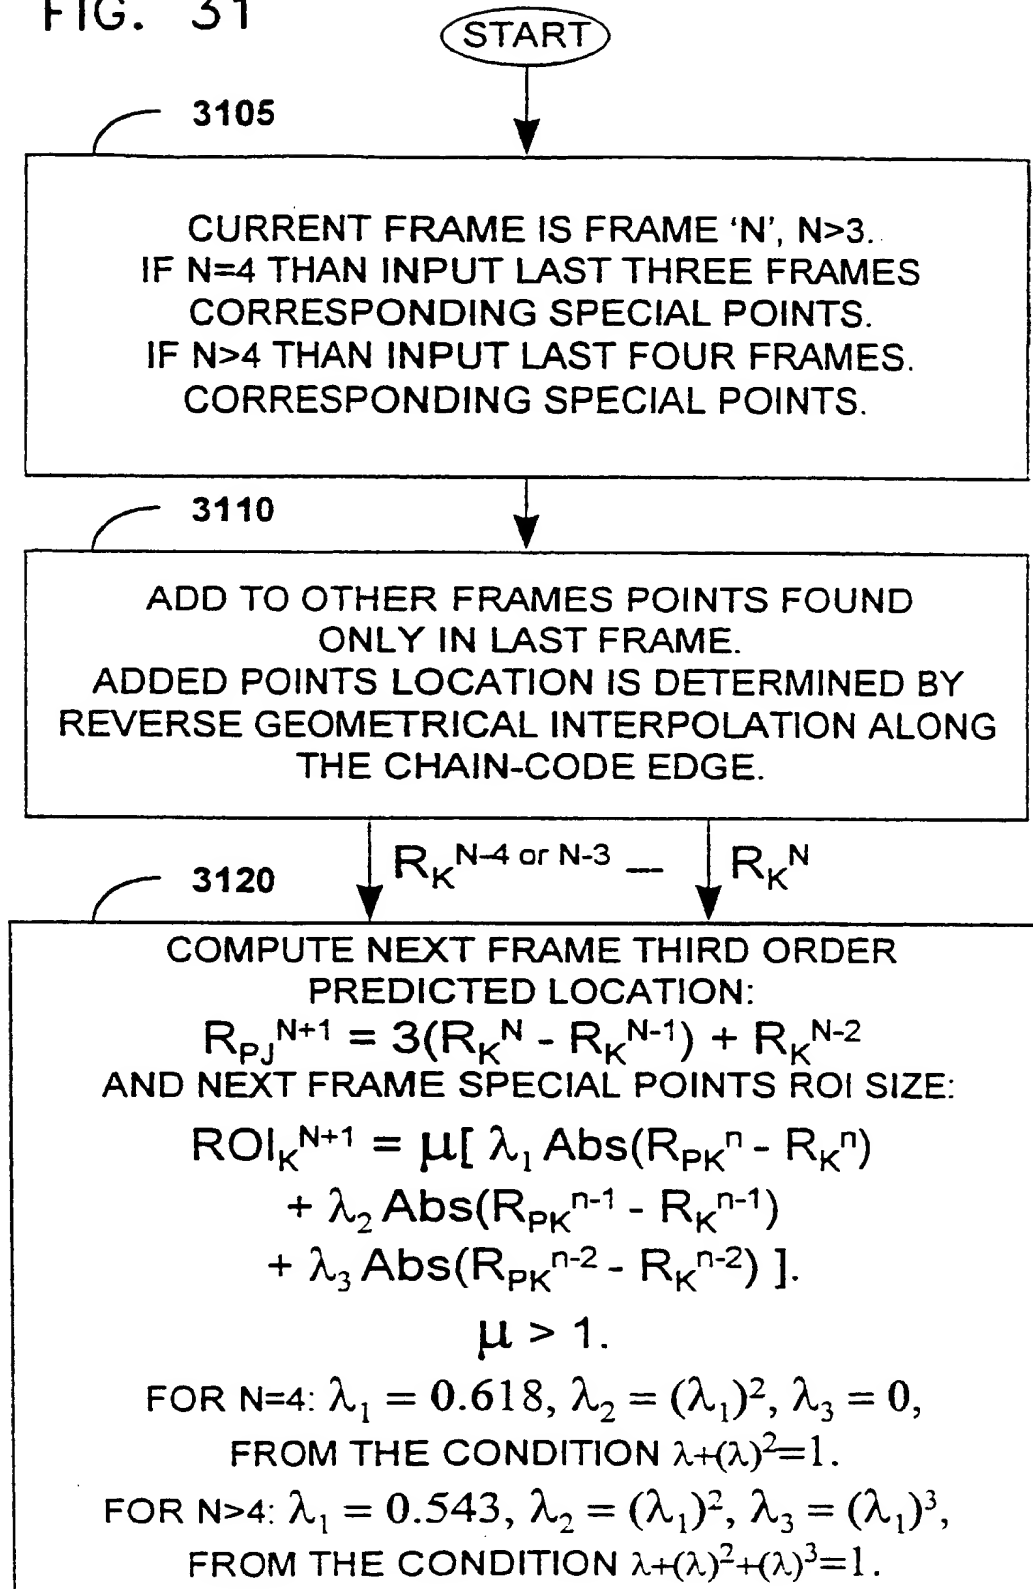 FIG. 31
START
3105
CURRENT FRAME IS FRAME ‘N’, N>3.
IF N=4 THAN INPUT LAST THREE FRAMES
CORRESPONDING SPECIAL POINTS.
IF N>4 THAN INPUT LAST FOUR FRAMES.
CORRESPONDING SPECIAL POINTS.
3110
ADD TO OTHER FRAMES POINTS FOUND
ONLY IN LAST FRAME.
ADDED POINTS LOCATION IS DETERMINED BY
REVERSE GEOMETRICAL INTERPOLATION ALONG
THE CHAIN-CODE EDGE.
R_K^{N-4 or N-3} – R_K^N
3120
COMPUTE NEXT FRAME THIRD ORDER
PREDICTED LOCATION:
R_{PJ}^{N+1} = 3(R_K^N - R_K^{N-1}) + R_K^{N-2}
AND NEXT FRAME SPECIAL POINTS ROI SIZE:
ROI_K^{N+1} = μ[ λ_1 Abs(R_{PK}^n - R_K^n)
+ λ_2 Abs(R_{PK}^{n-1} - R_K^{n-1})
+ λ_3 Abs(R_{PK}^{n-2} - R_K^{n-2}) ].
μ > 1.
FOR N=4: λ_1 = 0.618, λ_2 = (λ_1)^2, λ_3 = 0,
FROM THE CONDITION λ+(λ)^2=1.
FOR N>4: λ_1 = 0.543, λ_2 = (λ_1)^2, λ_3 = (λ_1)^3,
FROM THE CONDITION λ+(λ)^2+(λ)^3=1.